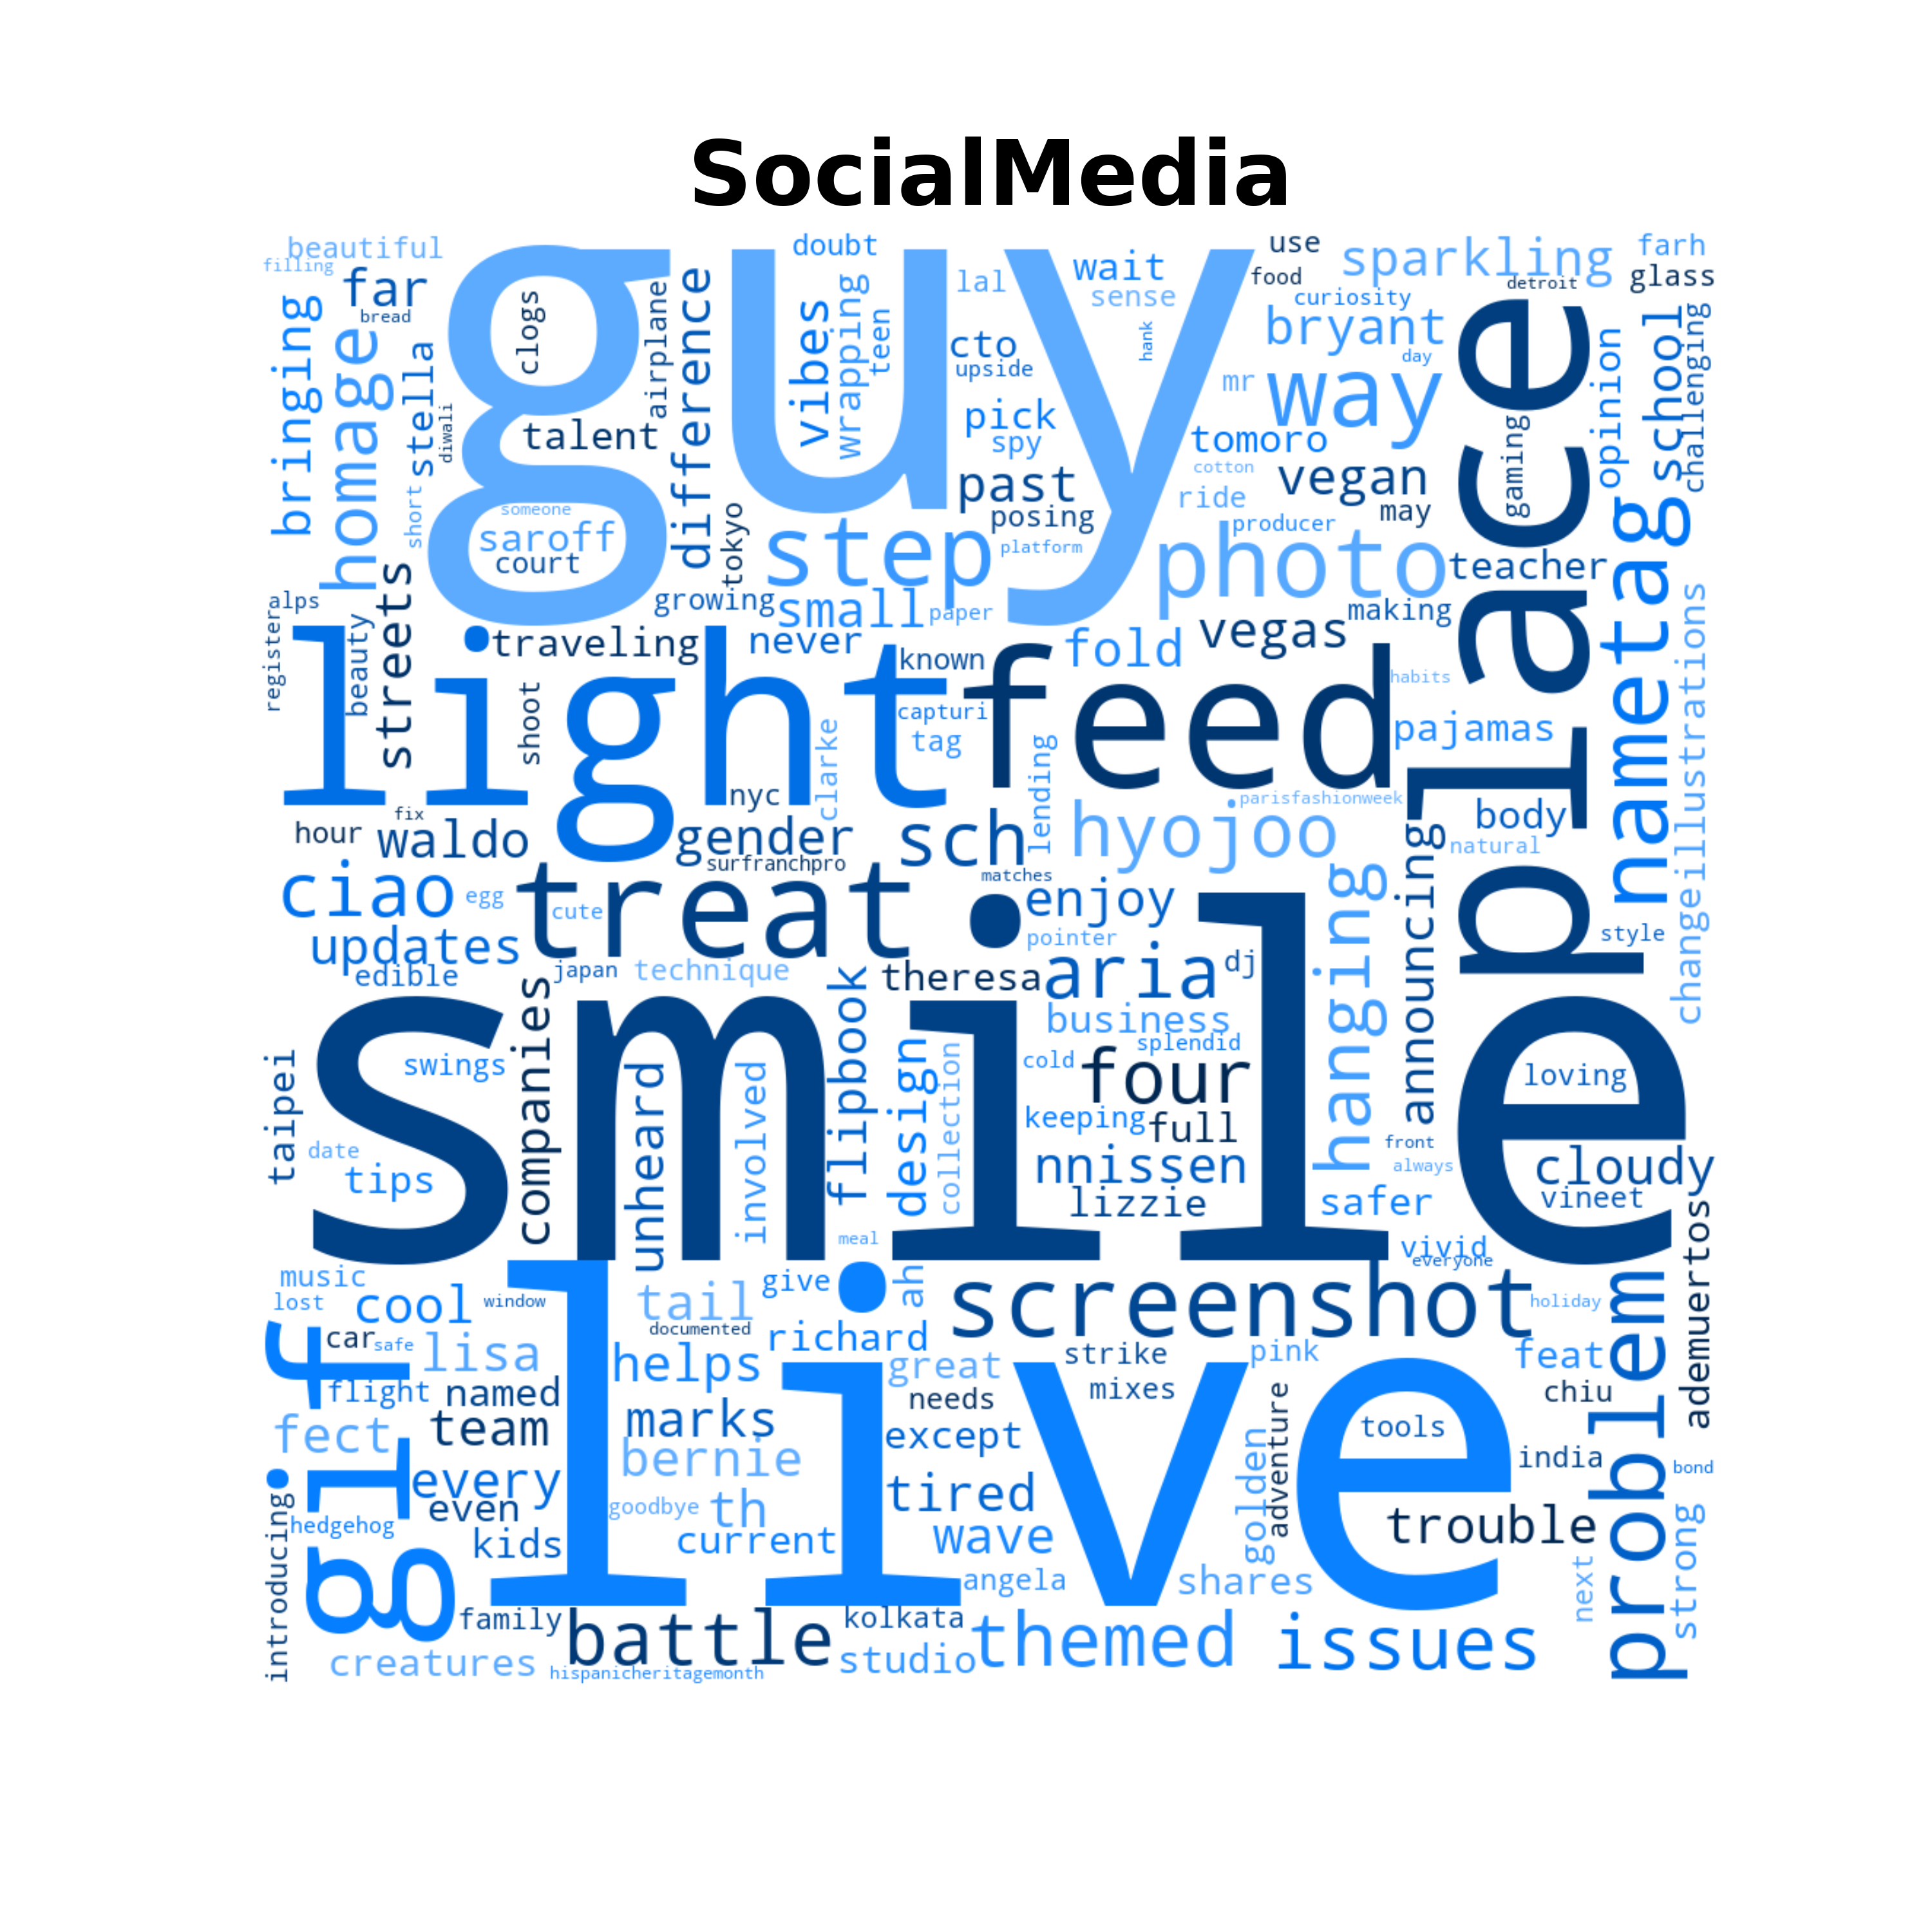 SocialMedia
beautiful
guy
doubt
use
sparkling
farh
filling
far
wait
food
detroit
glass
lal
sense
curiosity
bread
bringing
homage
clogs
airplane
difference
vibes
wrapping
teen
cto
hank
bryant
place
opinion
school
challenging
stella
upside
day
mr
way
diwali
talent
pick
spy
tomoro
gaming
short
past
cotton
vegan
someone
saroff
court
tokyo
posing
ride
may
producer
step
platform
photo
teacher
nametag
streets
alps
growing
small
paper
making
register
beauty
light
traveling
never
known
fold
vegas
illustrations
shoot
feed
habits
capturi
tag
clarke
pajamas
lending
nyc
parisfashionweek
fix
hour
waldo
gender
sch
hyojoo
body
natural
surfranchpro
ciao
egg
treat
cute
matches
enjoy
hanging
announcing
change
updates
pointer
style
edible
japan
technique
theresa
aria
dj
smile
companies
flipbook
business
splendid
taipei
swings
unheard
involved
design
collection
cold
four
loving
keeping
full
date
tips
front
always
nnissen
cloudy
lizzie
safer
vineet
meal
vivid
everyone
ademuertos
music
lost
cool
window
tail
give
ah
screenshot
holiday
problem
live
documented
richard
gif
car
safe
lisa
helps
great
strike
pink
feat
flight
named
needs
mixes
chiu
fect
team
marks
except
adventure
tools
bernie
golden
india
bond
every
tired
even
goodbye
th
hedgehog
trouble
strong
introducing
kids
current
wave
angela
shares
next
family
battle
kolkata
themed
issues
creatures
hispanicheritagemonth
studio